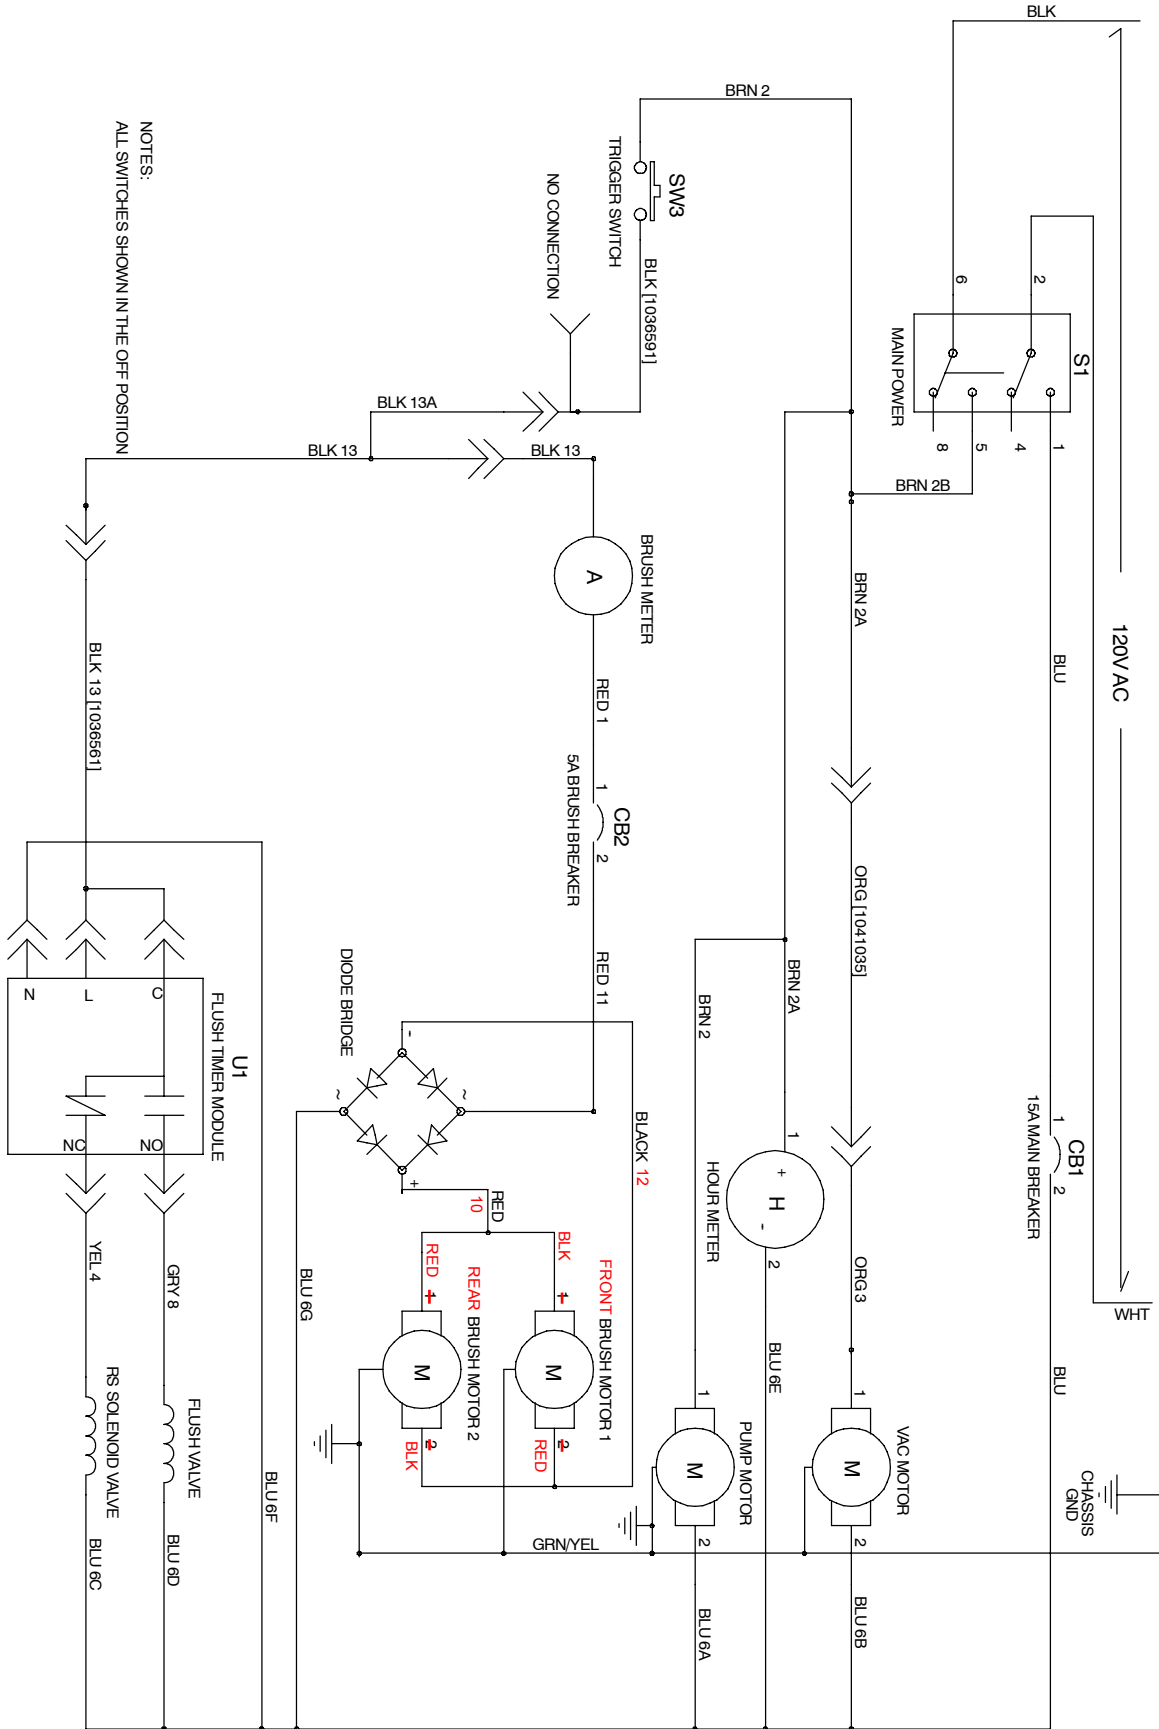 BLK
120V AC
WHT
S1
MAIN POWER
2
6
1
4
5
8
BLU
1
CB1
2
15A MAIN BREAKER
BLU
CHASSIS
GND
BRN 2
BRN 2B
BRN 2A
ORG [1041035]
ORG 3
1
VAC MOTOR
M
2
BLU 6B
BRN 2A
1
+
H
-
2
HOUR METER
BLU 6E
BRN 2
1
PUMP MOTOR
M
2
BLU 6A
GRN/YEL
SW3
TRIGGER SWITCH
BLK [1036591]
NO CONNECTION
BLK 13A
BLK 13
BLK 13
BRUSH METER
A
RED 1
1
CB2
2
5A BRUSH BREAKER
RED 11
DIODE BRIDGE
-
~
~
+
BLACK 12
RED
10
BLK
1
FRONT BRUSH MOTOR 1
M
2
RED
RED
1
REAR BRUSH MOTOR 2
M
2
BLK
BLU 6G
BLK 13 [1036561]
N
L
C
U1
FLUSH TIMER MODULE
NC
NO
BLU 6F
GRY 8
FLUSH VALVE
BLU 6D
YEL 4
RS SOLENOID VALVE
BLU 6C
NOTES:
ALL SWITCHES SHOWN IN THE OFF POSITION